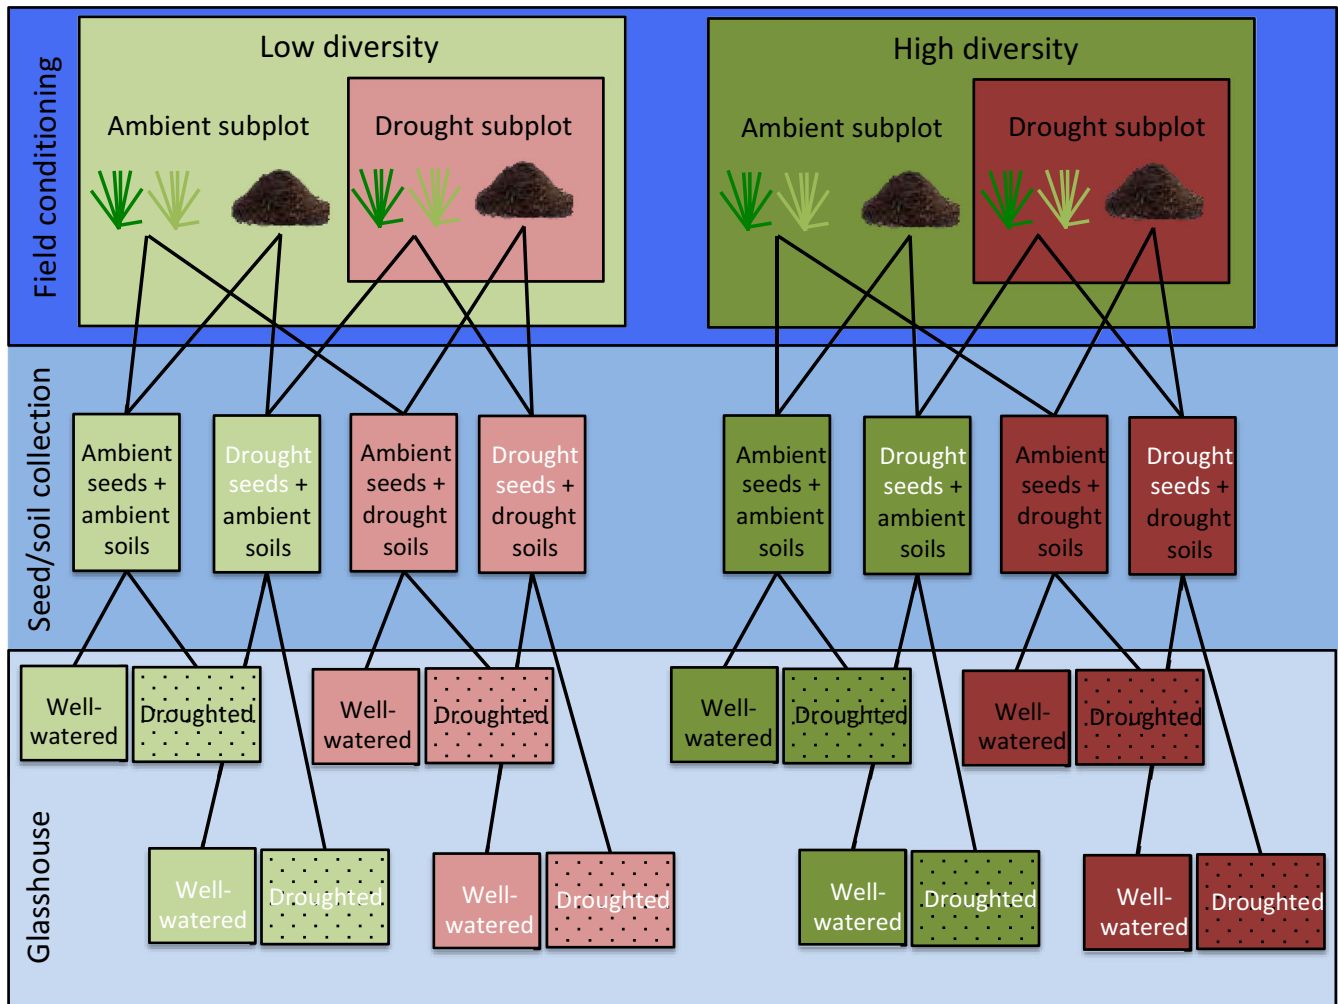 Field conditioning
Low diversity
High diversity
Ambient subplot
Drought subplot
Ambient subplot
Drought subplot
Seed/soil collection
Ambient
seeds +
ambient
soils
Drought
seeds +
ambient
soils
Ambient
seeds +
drought
soils
Drought
seeds +
drought
soils
Ambient
seeds +
ambient
soils
Drought
seeds +
ambient
soils
Ambient
seeds +
drought
soils
Drought
seeds +
drought
soils
Glasshouse
Well-
watered
Droughted
Well-
watered
Droughted
Well-
watered
Droughted
Well-
watered
Droughted
Well-
watered
Droughted
Well-
watered
Droughted
Well-
watered
Droughted
Well-
watered
Droughted